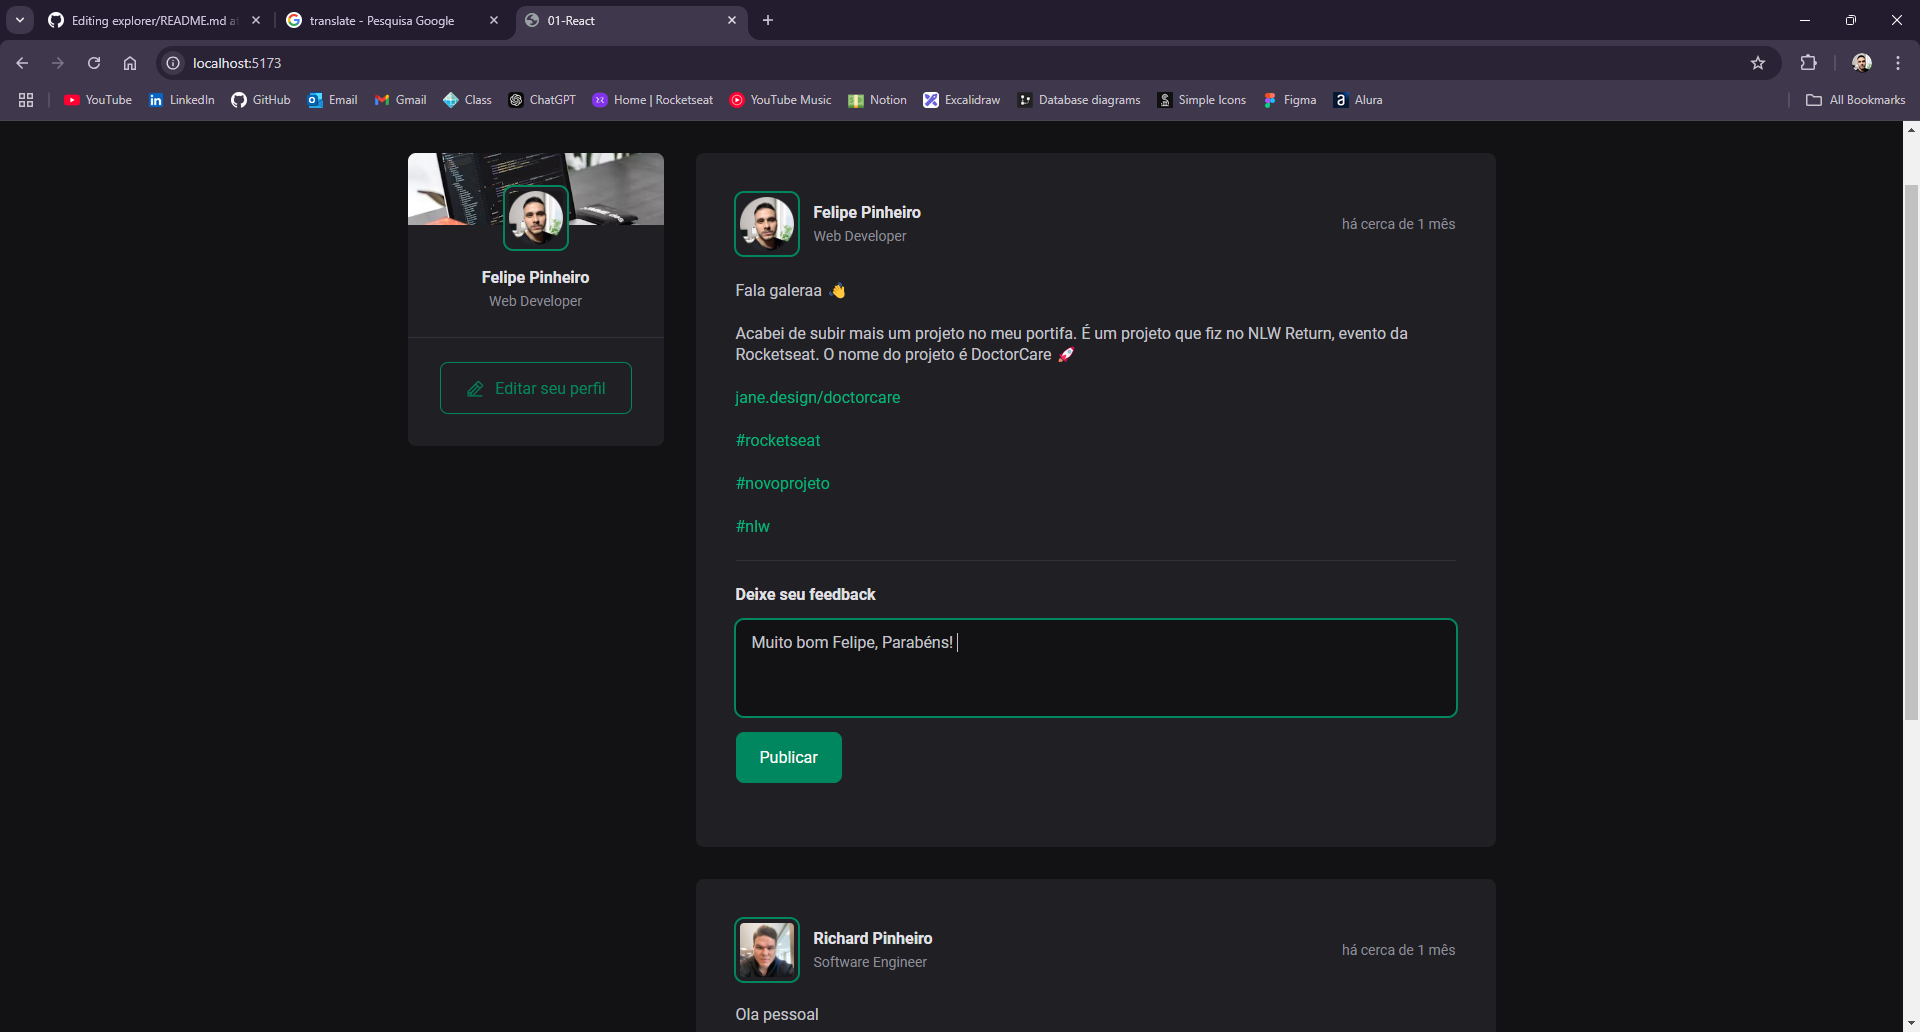 Editing explorer/README.md a
translate - Pesquisa Google
01-React
localhost:5173
YouTube
LinkedIn
GitHub
Email
Gmail
Class
ChatGPT
Home | Rocketseat
YouTube Music
Notion
Excalidraw
Database diagrams
Simple Icons
Figma
Alura
All Bookmarks
Felipe Pinheiro
Web Developer
Editar seu perfil
Felipe Pinheiro
Web Developer
há cerca de 1 mês
Fala galeraa 👋
Acabei de subir mais um projeto no meu portifa. É um projeto que fiz no NLW Return, evento da
Rocketseat. O nome do projeto é DoctorCare 🚀
jane.design/doctorcare
#rocketseat
#novoprojeto
#nlw
Deixe seu feedback
Muito bom Felipe, Parabéns!
Publicar
Richard Pinheiro
Software Engineer
há cerca de 1 mês
Ola pessoal